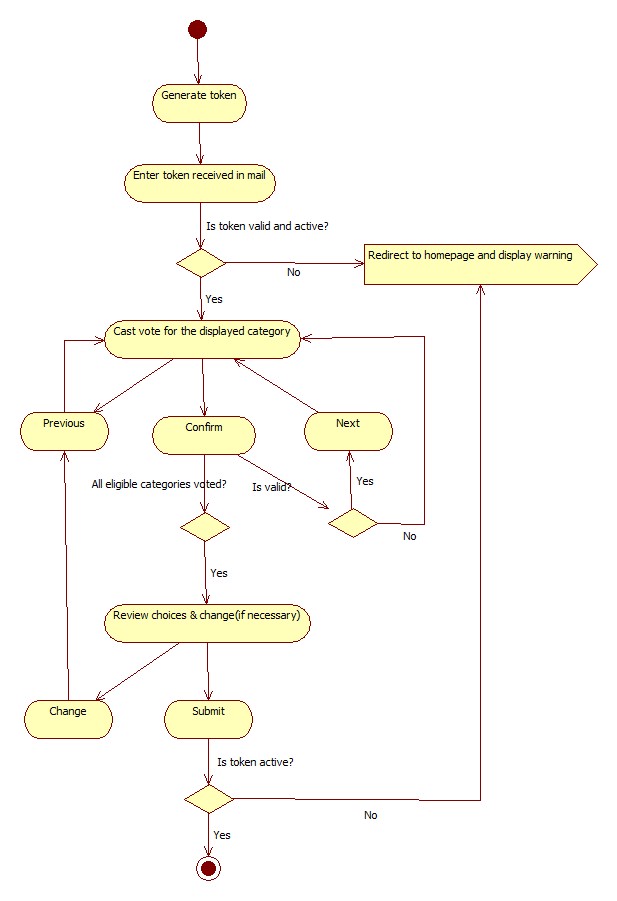 Generate token
Enter token received in mail
Is token valid and active?
Redirect to homepage and display warning
No
Yes
Cast vote for the displayed category
Previous
Confirm
Next
All eligible categories voted?
Is valid?
Yes
No
Yes
Review choices & change(if necessary)
Change
Submit
Is token active?
No
Yes